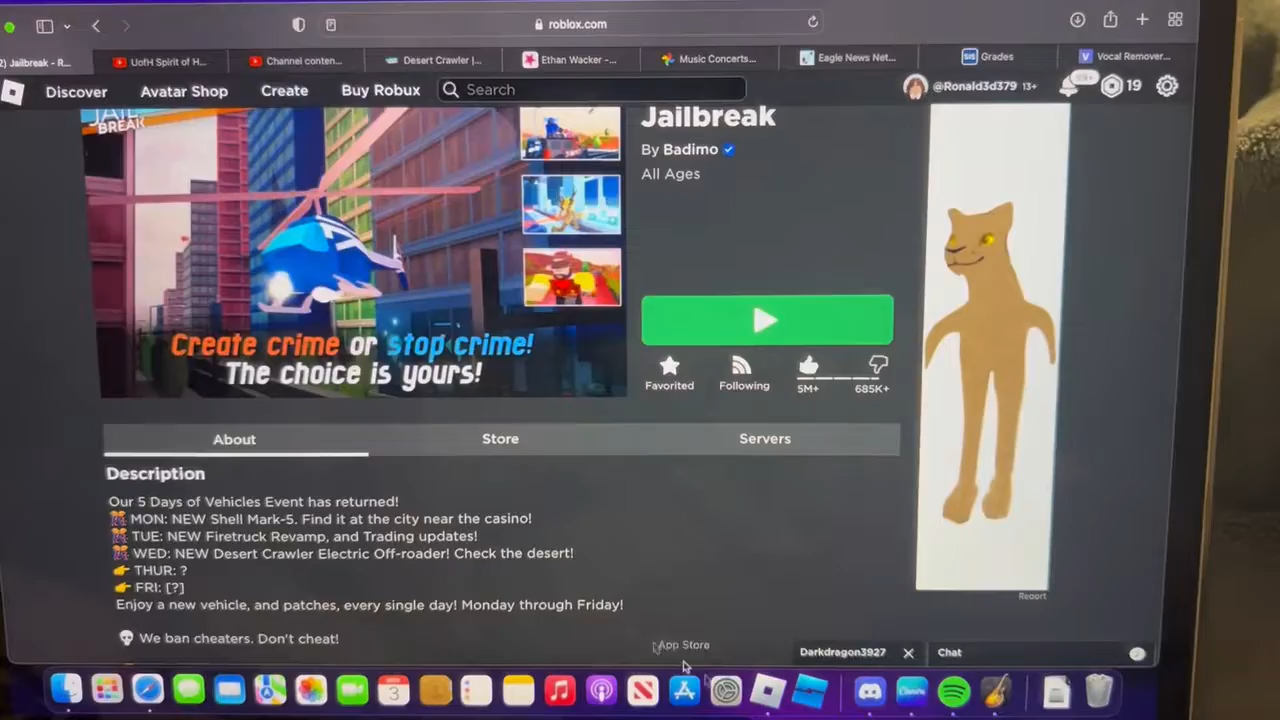 roblox.com
2) Jailbreak - R...
UofH Spirit of H...
Channel conten...
Desert Crawler |...
Ethan Wacker -...
Music Concerts...
Eagle News Net...
SIS
Grades
Vocal Remover...
Discover
Avatar Shop
Create
Buy Robux
Search
@Ronald3d379 13+
99+
19
JAIL
BREAK
Create crime or stop crime!
The choice is yours!
Jailbreak
By Badimo
All Ages
Favorited
Following
5M+
685K+
Report
About
Store
Servers
Description
Our 5 Days of Vehicles Event has returned!
MON: NEW Shell Mark-5. Find it at the city near the casino!
TUE: NEW Firetruck Revamp, and Trading updates!
WED: NEW Desert Crawler Electric Off-roader! Check the desert!
THUR: ?
FRI: [?]
Enjoy a new vehicle, and patches, every single day! Monday through Friday!
We ban cheaters. Don't cheat!
App Store
Darkdragon3927
Chat
3
Canva